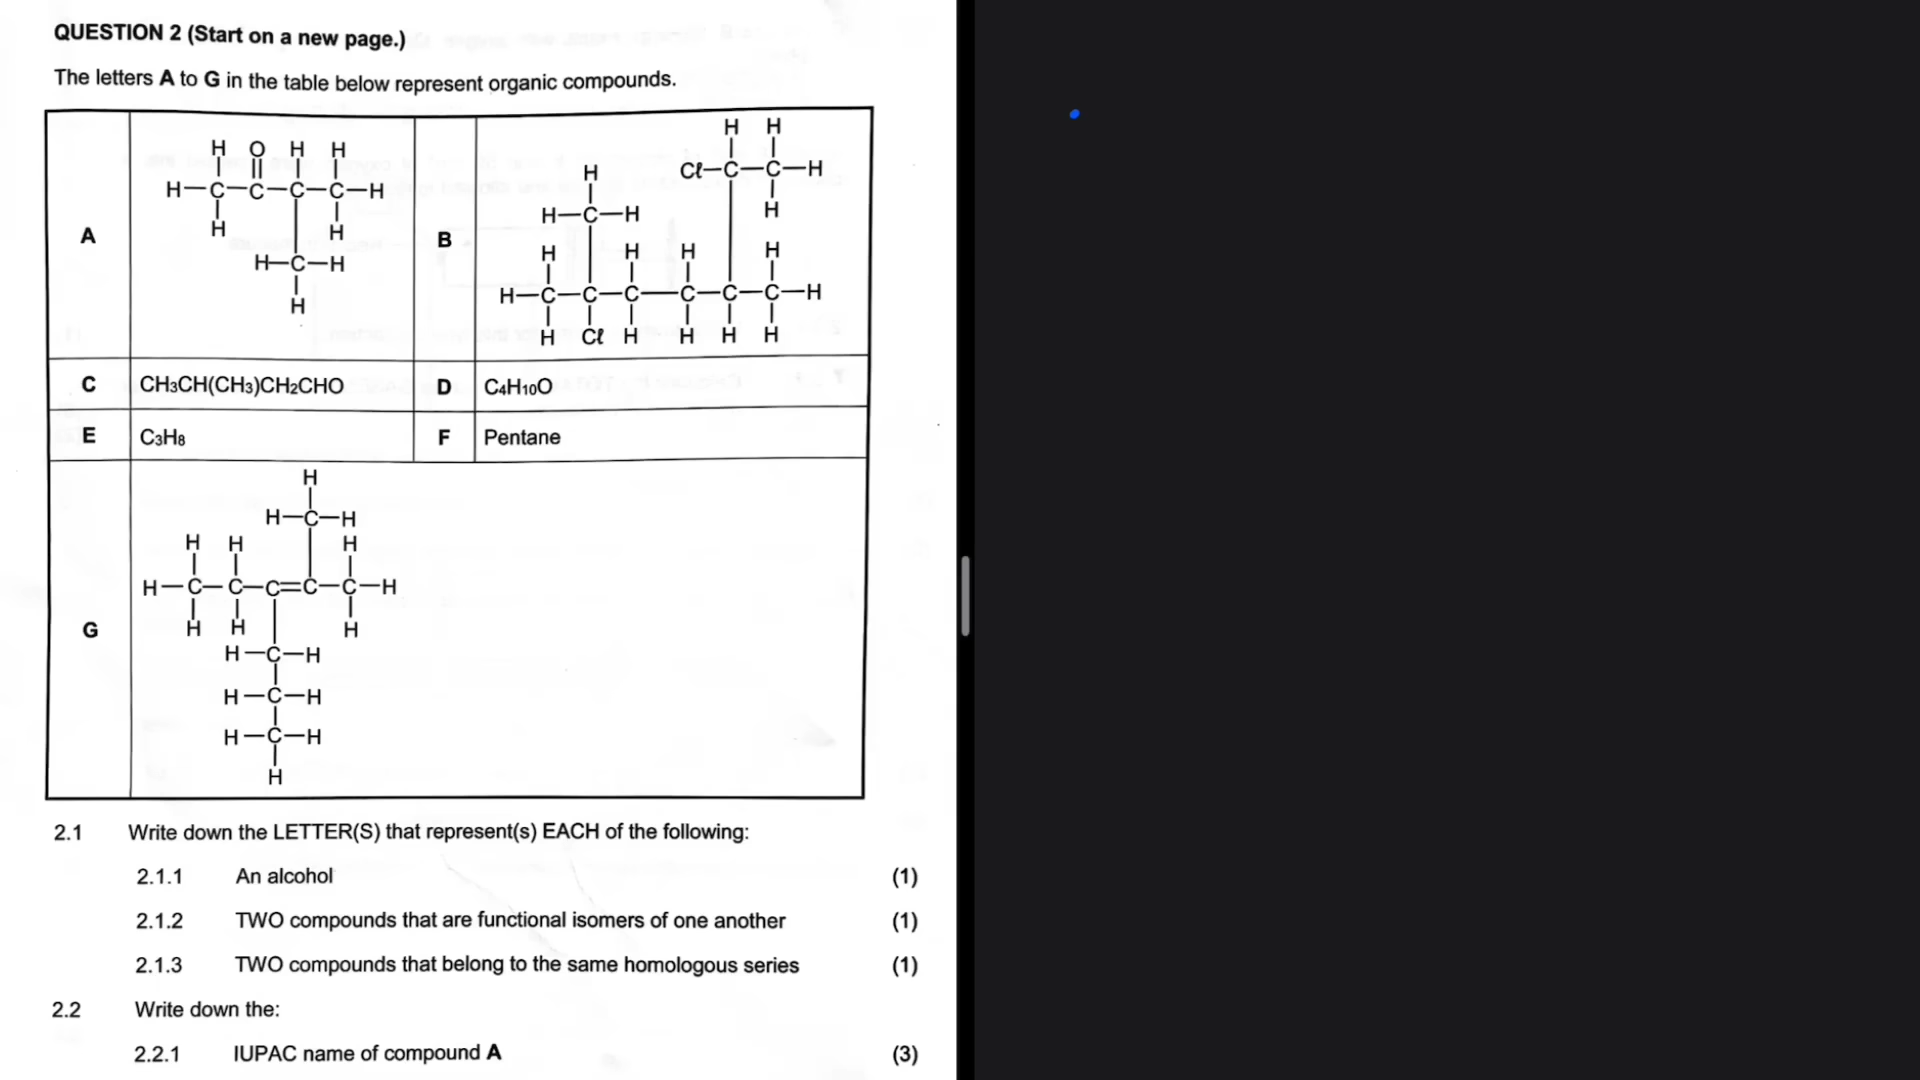 QUESTION 2 (Start on a new page.)
The letters A to G in the table below represent organic compounds.
A
H O H H
H—C—C—C—C—H
H H
H—C—H
H
B
H H
Cℓ—C—C—H
H
H—C—H H
H H H H
H—C—C—C—C—C—C—H
H Cℓ H H H H
C CH3CH(CH3)CH2CHO D C4H10O
E C3H8 F Pentane
G
H
H—C—H
H H H
H—C—C—C=C—C—H
H H H
H—C—H
H—C—H
H—C—H
H
2.1 Write down the LETTER(S) that represent(s) EACH of the following:
2.1.1 An alcohol (1)
2.1.2 TWO compounds that are functional isomers of one another (1)
2.1.3 TWO compounds that belong to the same homologous series (1)
2.2 Write down the:
2.2.1 IUPAC name of compound A (3)